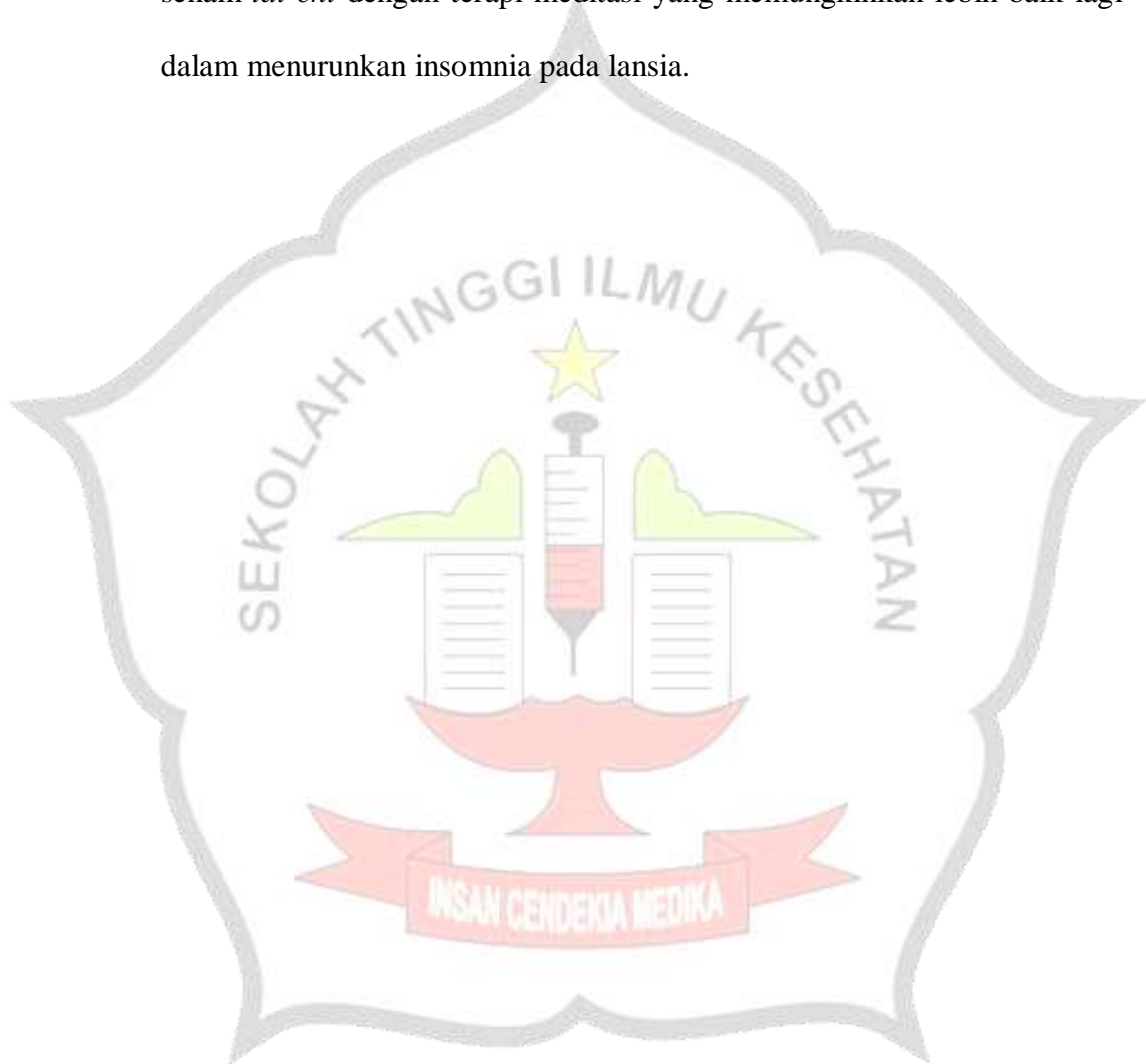 senam tai chi dengan terapi meditasi yang memungkinkan lebih baik lagi
dalam menurunkan insomnia pada lansia.
SEKOLAH TINGGI ILMU KESEHATAN
INSAN CENDEKIA MEDIKA